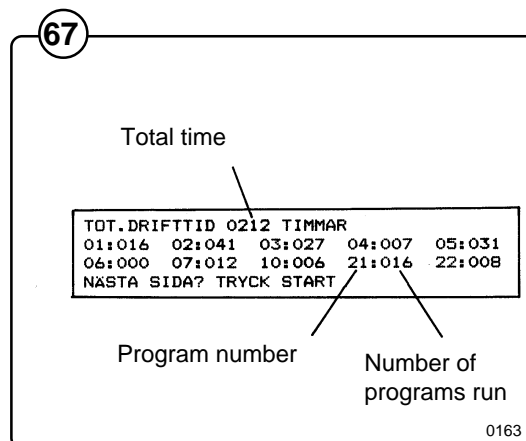 67
Total time
TOT.DRIFTTID 0212 TIMMAR
01:016 02:041 03:027 04:007 05:031
06:000 07:012 10:006 21:016 22:008
NÄSTA SIDA? TRYCK START
Program number
Number of
programs run
0163